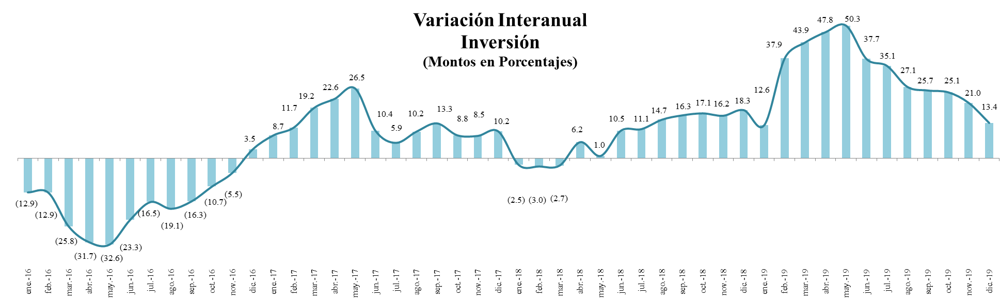 Variación Interanual
Inversión
(Montos en Porcentajes)
(12.9)
(12.9)
(25.8)
(31.7)
(32.6)
(23.3)
(16.5)
(19.1)
(16.3)
(10.7)
(5.5)
3.5
8.7
11.7
19.2
22.6
26.5
10.4
5.9
10.2
13.3
8.8
8.5
10.2
(2.5)
(3.0)
(2.7)
6.2
1.0
10.5
11.1
14.7
16.3
17.1
16.2
18.3
12.6
37.9
43.9
47.8
50.3
37.7
35.1
27.1
25.7
25.1
21.0
13.4
ene.-16
feb.-16
mar.-16
abr.-16
may.-16
jun.-16
jul.-16
ago.-16
sep.-16
oct.-16
nov.-16
dic.-16
ene.-17
feb.-17
mar.-17
abr.-17
may.-17
jun.-17
jul.-17
ago.-17
sep.-17
oct.-17
nov.-17
dic.-17
ene.-18
feb.-18
mar.-18
abr.-18
may.-18
jun.-18
jul.-18
ago.-18
sep.-18
oct.-18
nov.-18
dic.-18
ene.-19
feb.-19
mar.-19
abr.-19
may.-19
jun.-19
jul.-19
ago.-19
sep.-19
oct.-19
nov.-19
dic.-19